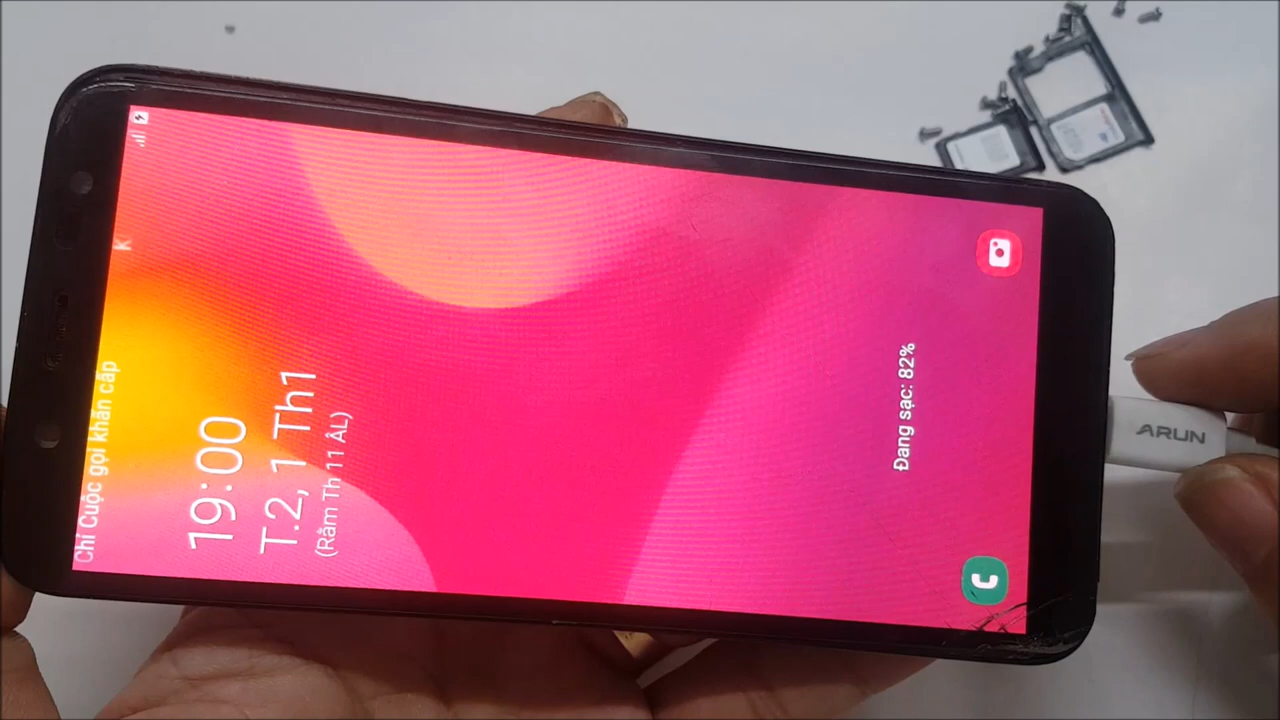 Chỉ Cuộc gọi khẩn cấp
K
19:00
T.2, 1 Th1
(Rằm Th 11 ÂL)
Đang sạc: 82%
ARUN